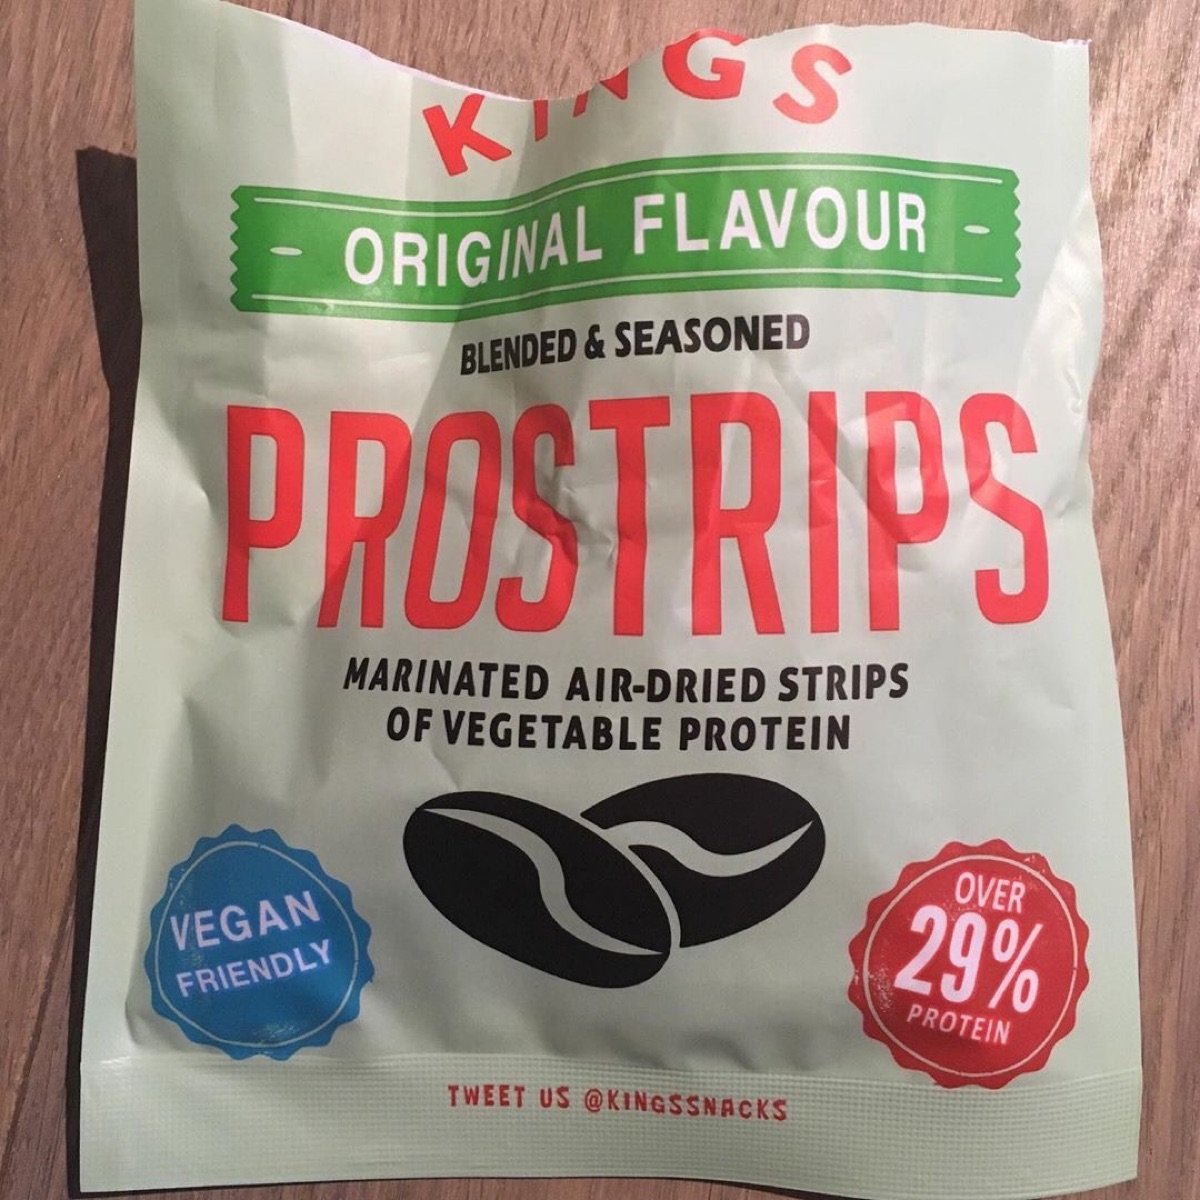 KINGS
ORIGINAL FLAVOUR
BLENDED & SEASONED
PROSTRIPS
MARINATED AIR-DRIED STRIPS
OF VEGETABLE PROTEIN
VEGAN
FRIENDLY
OVER
29%
PROTEIN
TWEET US @KINGSSNACKS